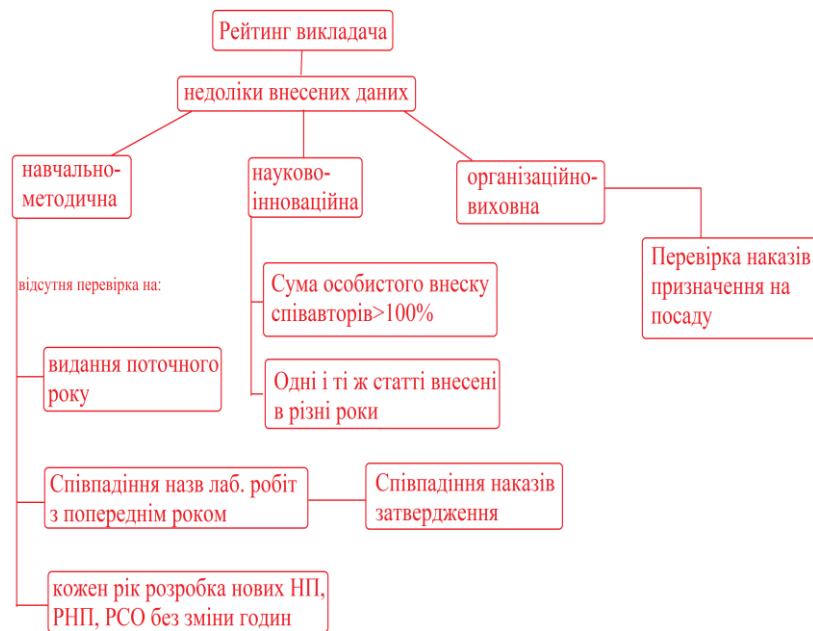 Рейтинг викладача
недоліки внесених даних
навчально-
методична
науково-
інноваційна
організаційно-
виховна
Перевірка наказів
призначення на
посаду
відсутня перевірка на:
Сума особистого внеску
співавторів>100%
видання поточного
року
Одні і ті ж статті внесені
в різні роки
Співпадіння назв лаб. робіт
з попереднім роком
Співпадіння наказів
затвердження
кожен рік розробка нових НП,
РНП, РСО без зміни годин